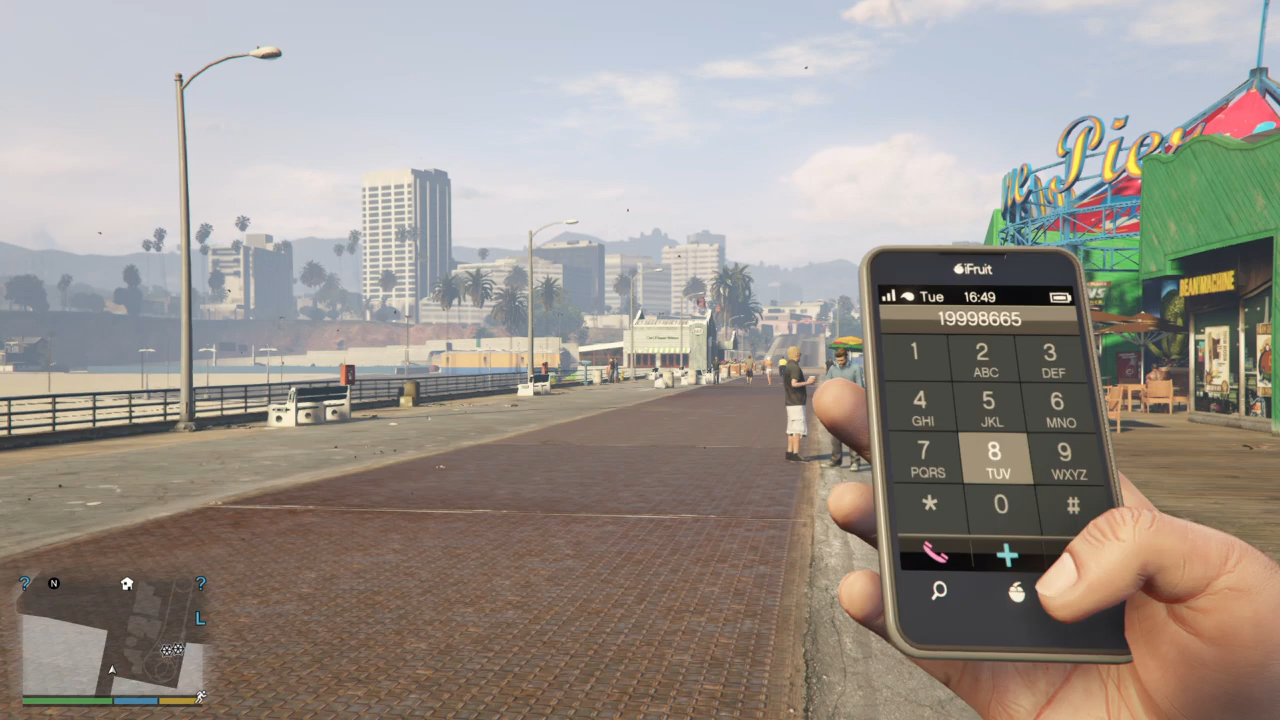 Pier
BEAN MACHINE
iFruit
Tue 16:49
19998665
1
2
ABC
3
DEF
4
GHI
5
JKL
6
MNO
7
PQRS
8
TUV
9
WXYZ
*
0
#
? N ?
L